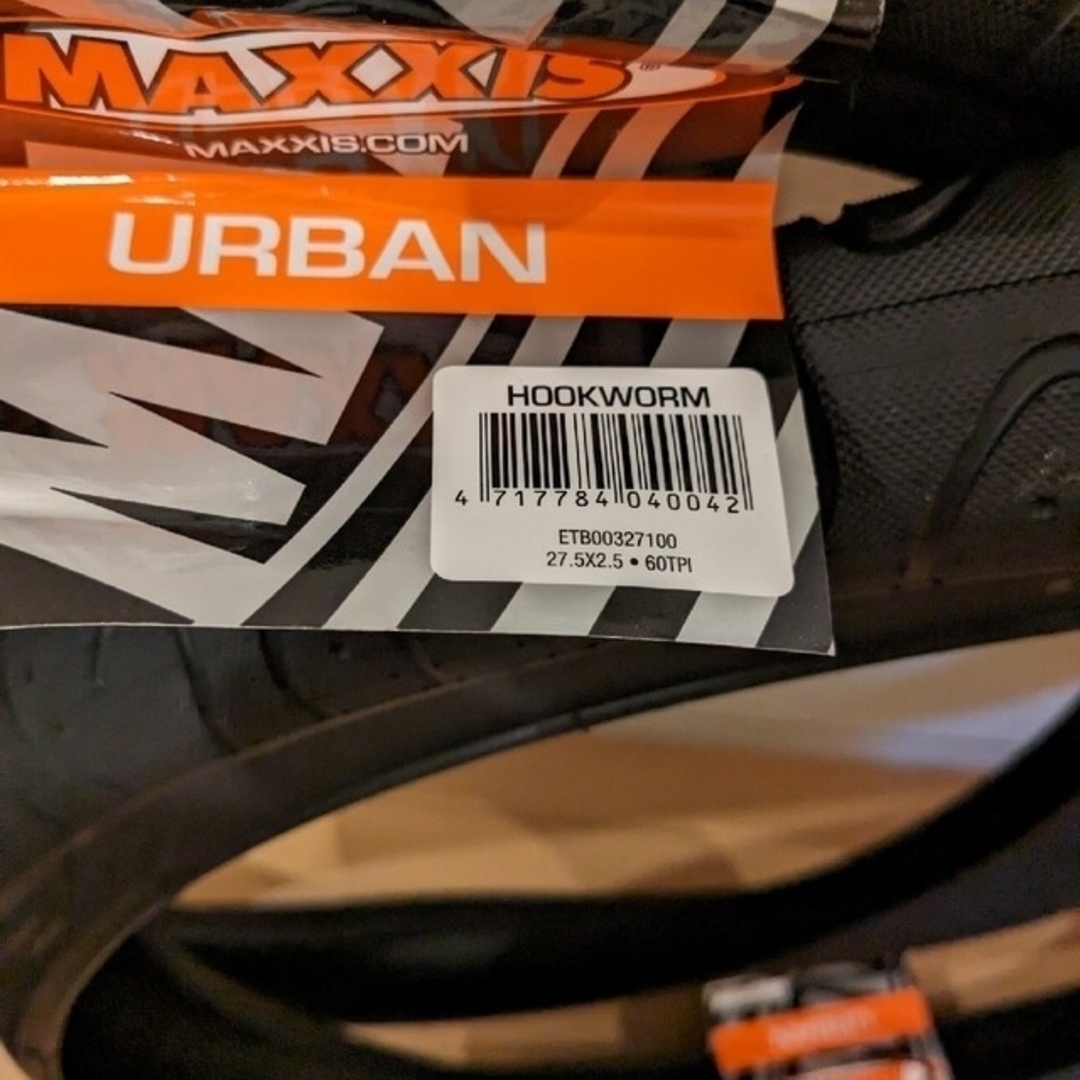 MAXXIS®
MAXXIS.COM
URBAN
HOOKWORM
4 717784 040042
ETB00327100
27.5X2.5 • 60TPI